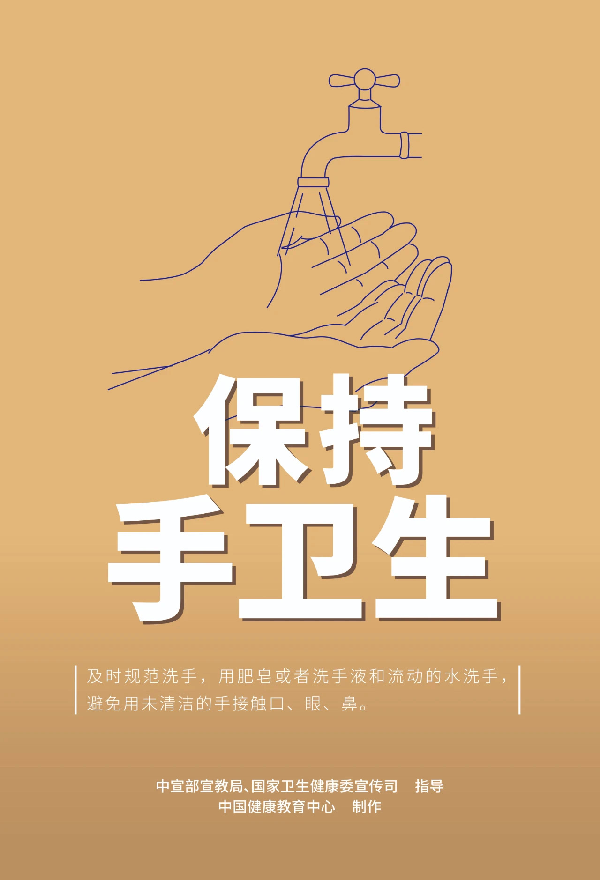 保持
手卫生
及时规范洗手，用肥皂或者洗手液和流动的水洗手，
避免用未清洁的手接触口、眼、鼻。
中宣部宣教局、国家卫生健康委宣传司　指导
中国健康教育中心　制作